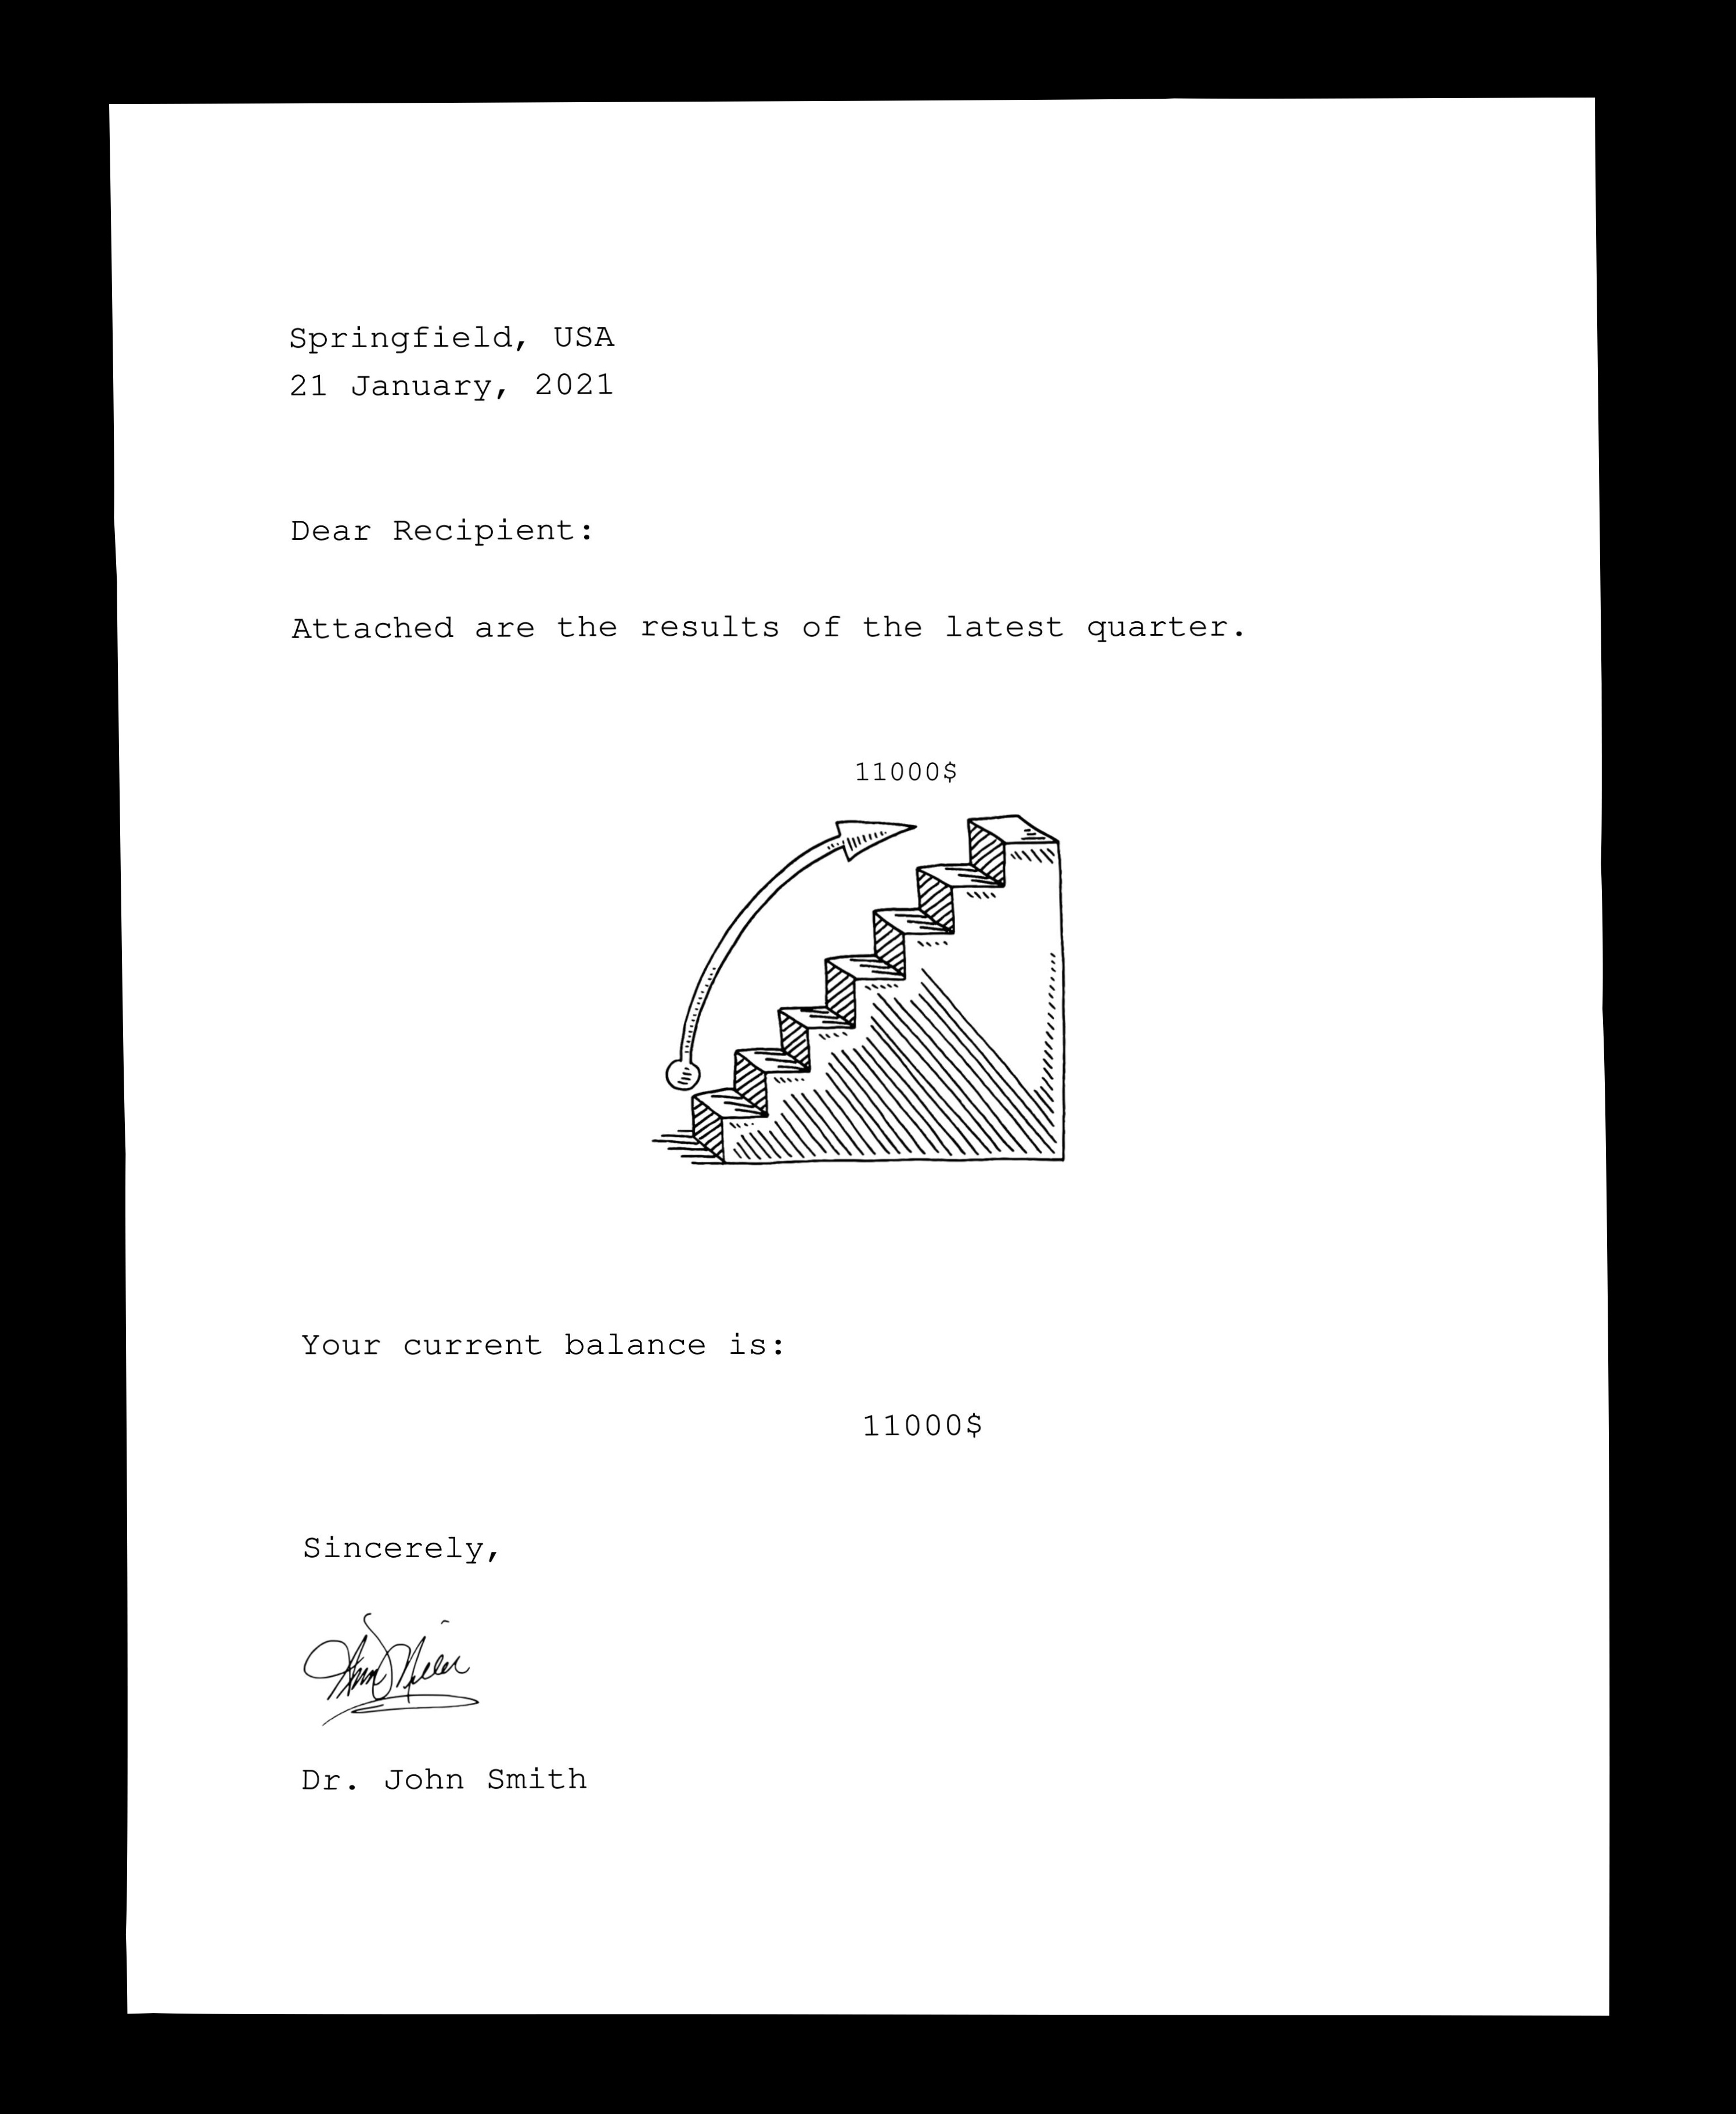 Springfield, USA
21 January, 2021
Dear Recipient:
Attached are the results of the latest quarter.
11000$
Your current balance is:
11000$
Sincerely,
Dr. John Smith